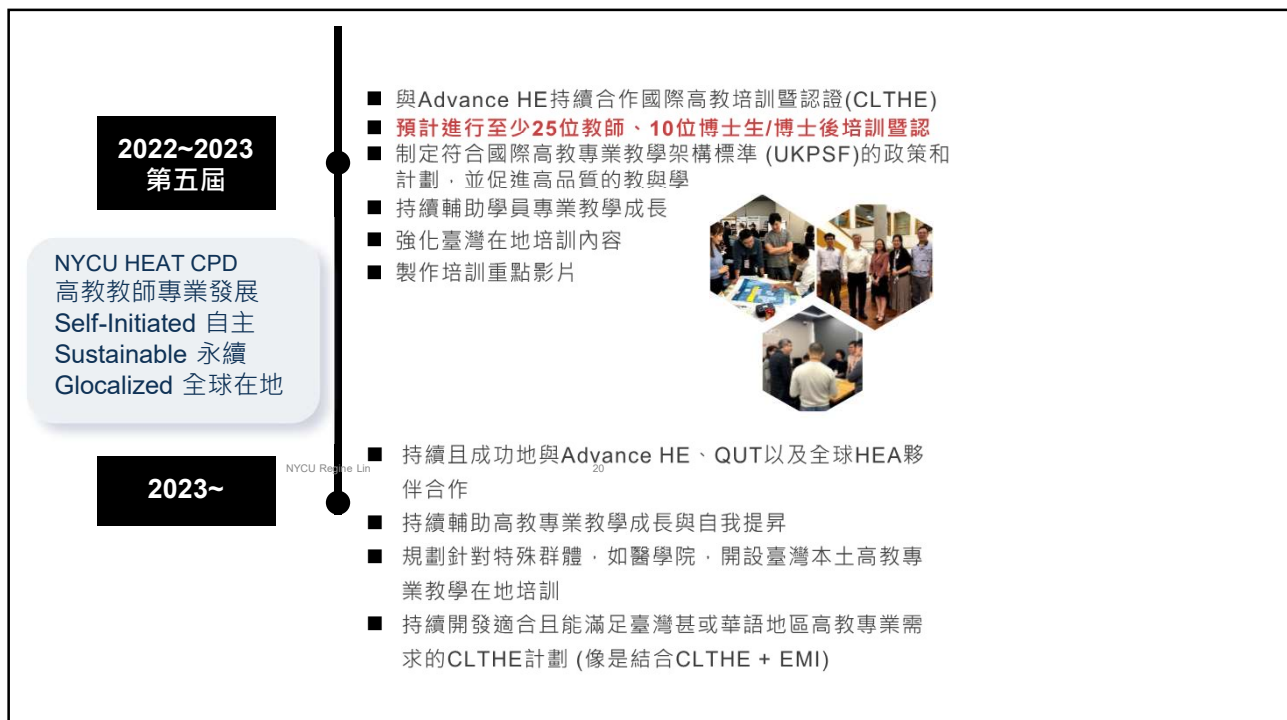 2022~2023
第五屆
■ 與Advance HE持續合作國際高教培訓暨認證(CLTHE)
■ 預計進行至少25位教師、10位博士生/博士後培訓暨認
■ 制定符合國際高教專業教學架構標準 (UKPSF)的政策和
計劃，並促進高品質的教與學
■ 持續輔助學員專業教學成長
■ 強化臺灣在地培訓內容
■ 製作培訓重點影片
NYCU HEAT CPD
高教教師專業發展
Self-Initiated 自主
Sustainable 永續
Glocalized 全球在地
2023~
■ 持續且成功地與Advance HE、QUT以及全球HEA夥
伴合作
■ 持續輔助高教專業教學成長與自我提昇
■ 規劃針對特殊群體，如醫學院，開設臺灣本土高教專
業教學在地培訓
■ 持續開發適合且能滿足臺灣甚或華語地區高教專業需
求的CLTHE計劃 (像是結合CLTHE + EMI)
NYCU Regine Lin
20